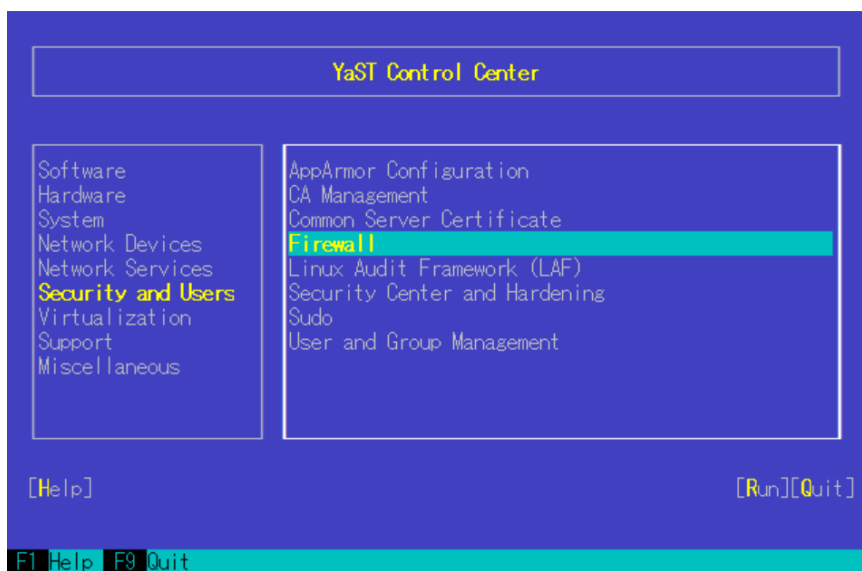 YaST Control Center
Software
Hardware
System
Network Devices
Network Services
Security and Users
Virtualization
Support
Miscellaneous
AppArmor Configuration
CA Management
Common Server Certificate
Firewall
Linux Audit Framework (LAF)
Security Center and Hardening
Sudo
User and Group Management
[Help]
[Run][Quit]
F1 Help F9 Quit